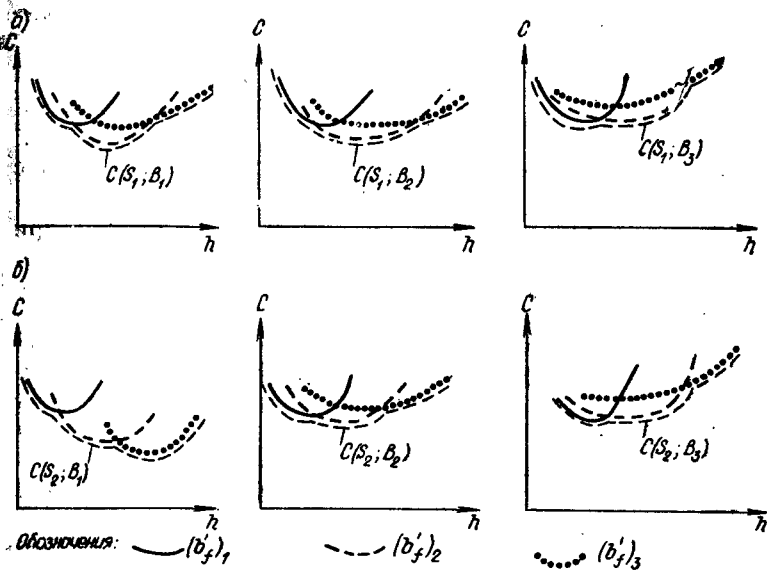 а)
C
C
C
C(S₁; B₁)
C(S₁; B₂)
C(S₁; B₃)
h
h
h
б)
C
C
C
C(S₂; B₁)
C(S₂; B₂)
C(S₂; B₃)
h
h
h
Обозначения: (b'f)₁ (b'f)₂ (b'f)₃